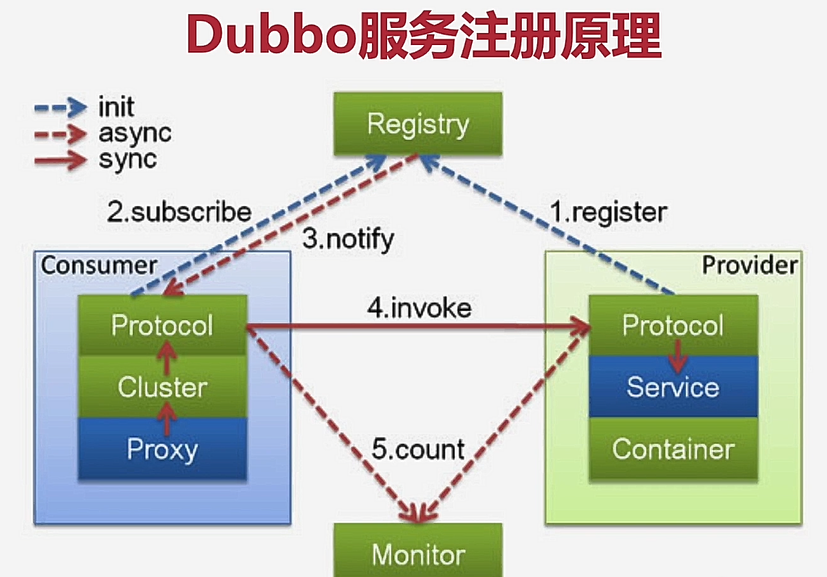 Dubbo服务注册原理
init
async
sync
Registry
2.subscribe
1.register
3.notify
Consumer
Provider
Protocol
4.invoke
Protocol
Cluster
Service
Proxy
5.count
Container
Monitor